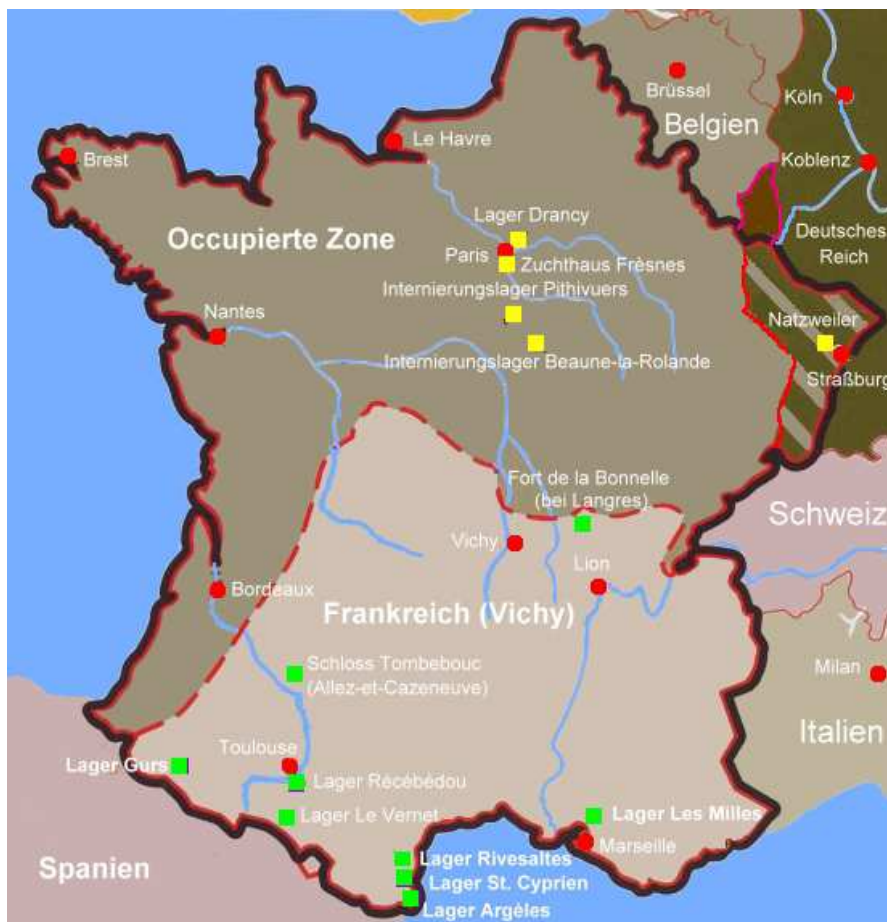 Brüssel
Belgien
Köln
Koblenz
Deutsches
Reich
Le Havre
Brest
Lager Drancy
Occupierte Zone
Paris
Zuchthaus Frèsnes
Internierungslager Pithivuers
Nantes
Natzweiler
Internierungslager Beaune-la-Rolande
Straßburg
Fort de la Bonnelle
(bei Langres)
Schweiz
Vichy
Lion
Bordeaux
Frankreich (Vichy)
Schloss Tombebouc
(Allez-et-Cazeneuve)
Milan
Italien
Toulouse
Lager Gurs
Lager Récébédou
Lager Le Vernet
Lager Les Milles
Marseille
Spanien
Lager Rivesaltes
Lager St. Cyprien
Lager Argèles